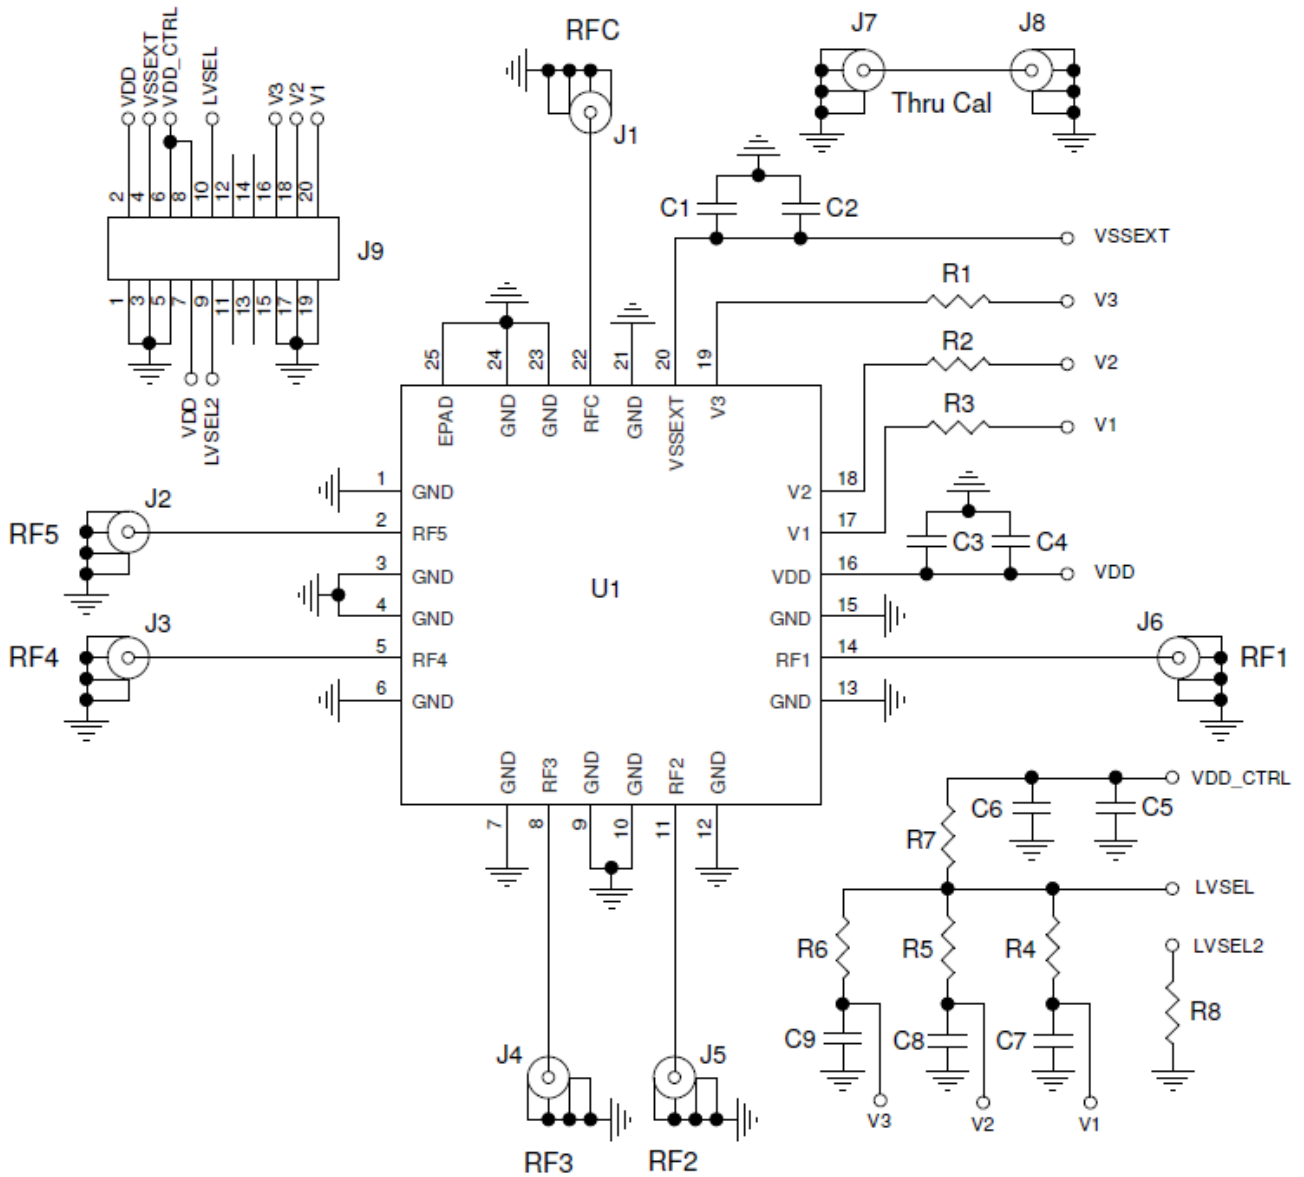 RFC
J7
J8
Thru Cal
J1
VDD
VSSEXT
VDD_CTRL
LVSEL
V3
V2
V1
2
4
6
8
10
12
14
16
18
20
J9
1
3
5
7
9
11
13
15
17
19
VDD
LVSEL2
C1
C2
VSSEXT
R1
V3
R2
V2
R3
V1
25
24
23
22
21
20
19
EPAD
GND
GND
RFC
GND
VSSEXT
V3
RF5
J2
1
GND
2
RF5
3
GND
4
GND
RF4
J3
5
RF4
6
GND
U1
V2
18
V1
17
C3
C4
VDD
16
VDD
GND
15
RF1
14
J6
RF1
GND
13
GND
RF3
GND
GND
RF2
GND
7
8
9
10
11
12
J4
RF3
J5
RF2
VDD_CTRL
C6
C5
R7
LVSEL
R6
R5
R4
LVSEL2
R8
C9
C8
C7
V3
V2
V1